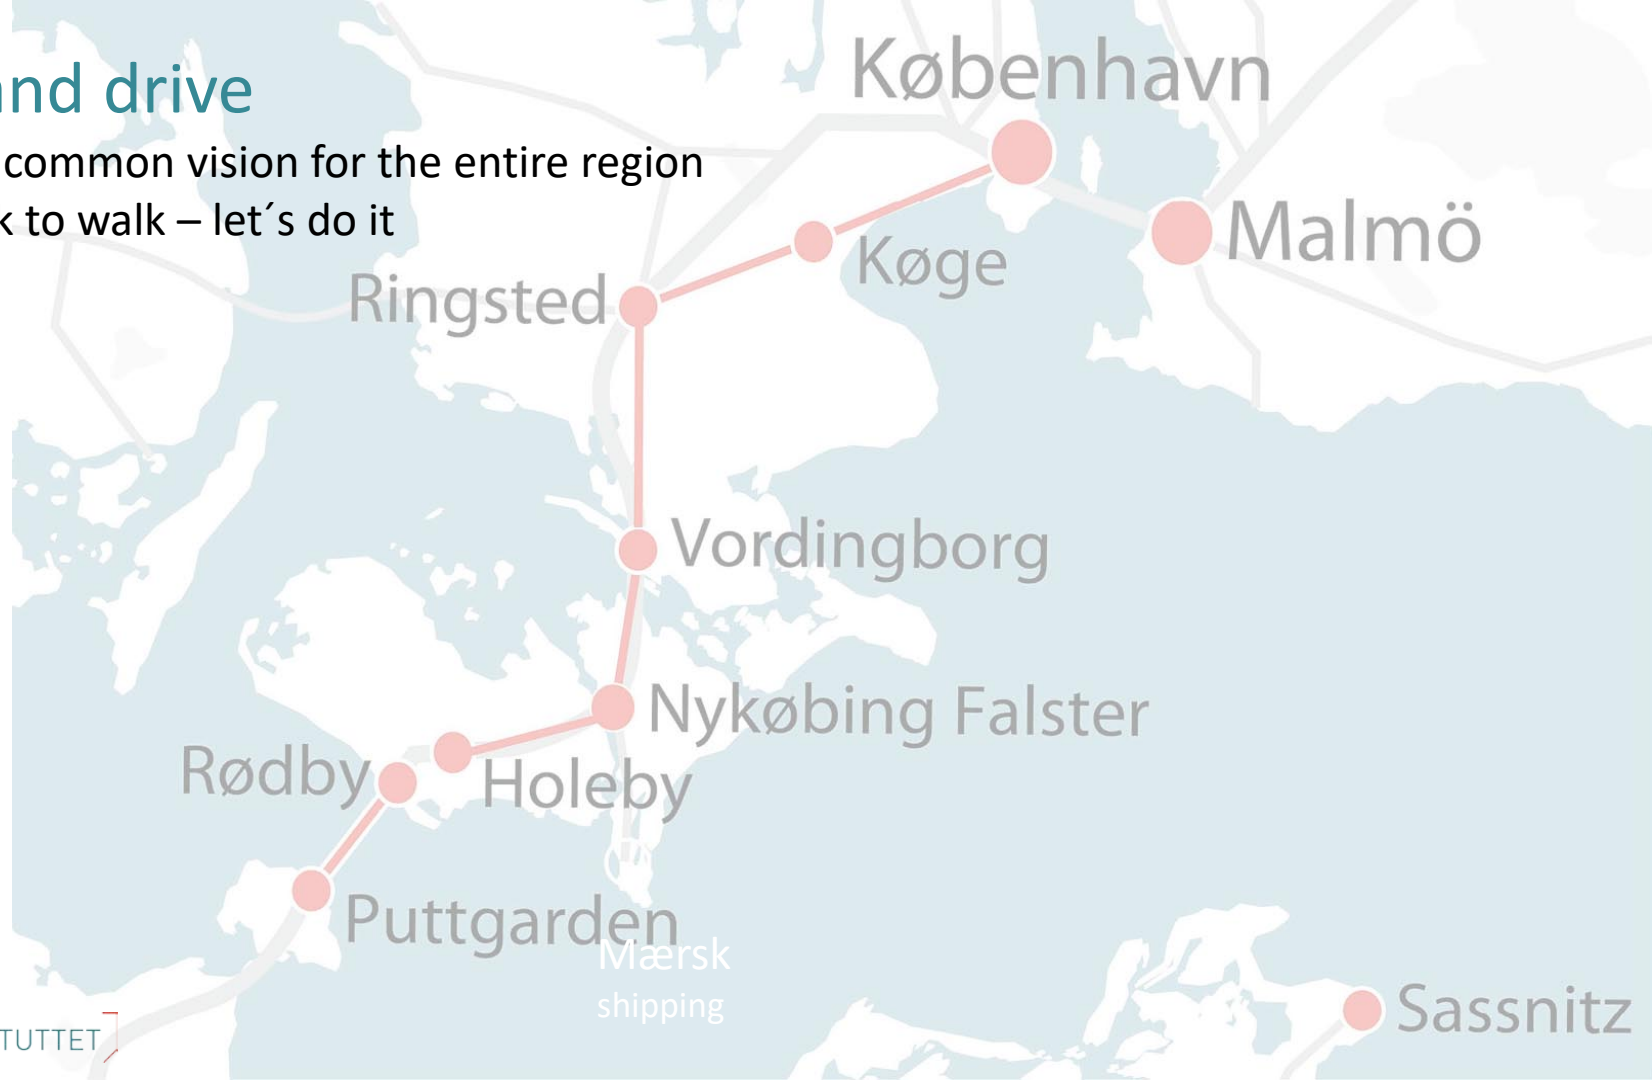 and drive
common vision for the entire region
k to walk – let´s do it
København
Malmö
Køge
Ringsted
Vordingborg
Nykøbing Falster
Rødby
Holeby
Puttgarden
Mærsk
shipping
Sassnitz
TUTTET